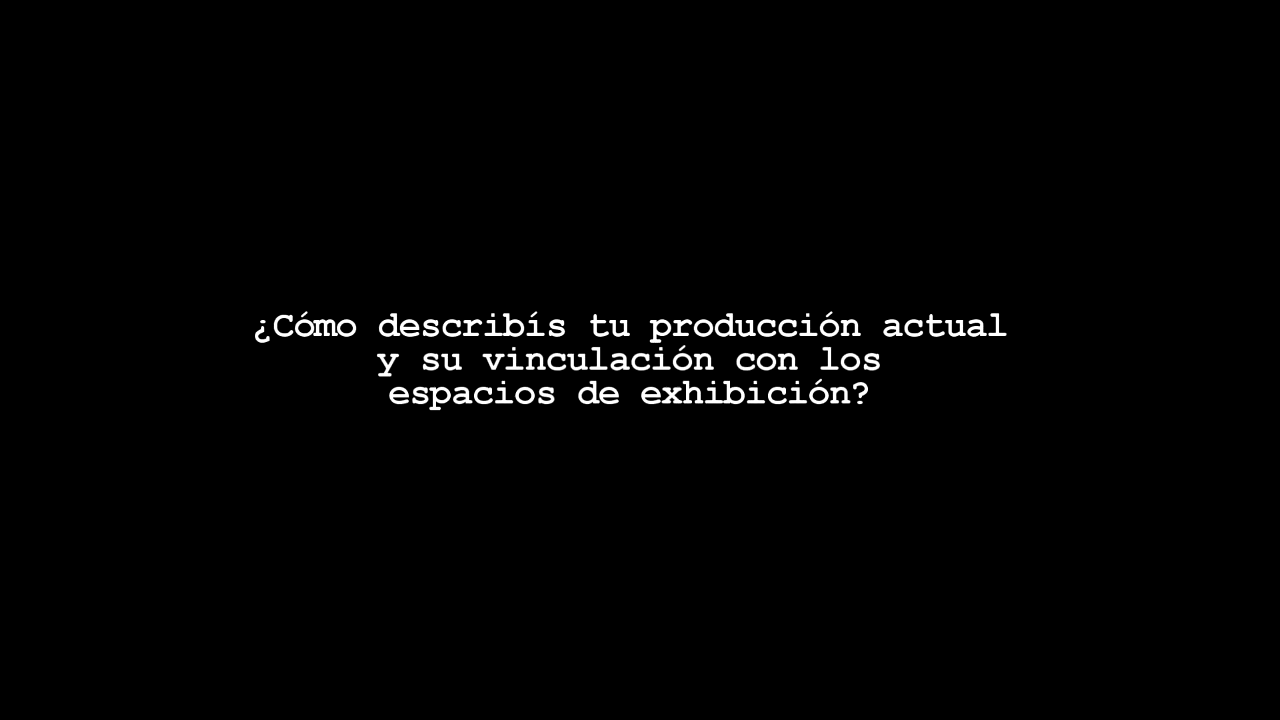 ¿Cómo describís tu producción actual
y su vinculación con los
espacios de exhibición?